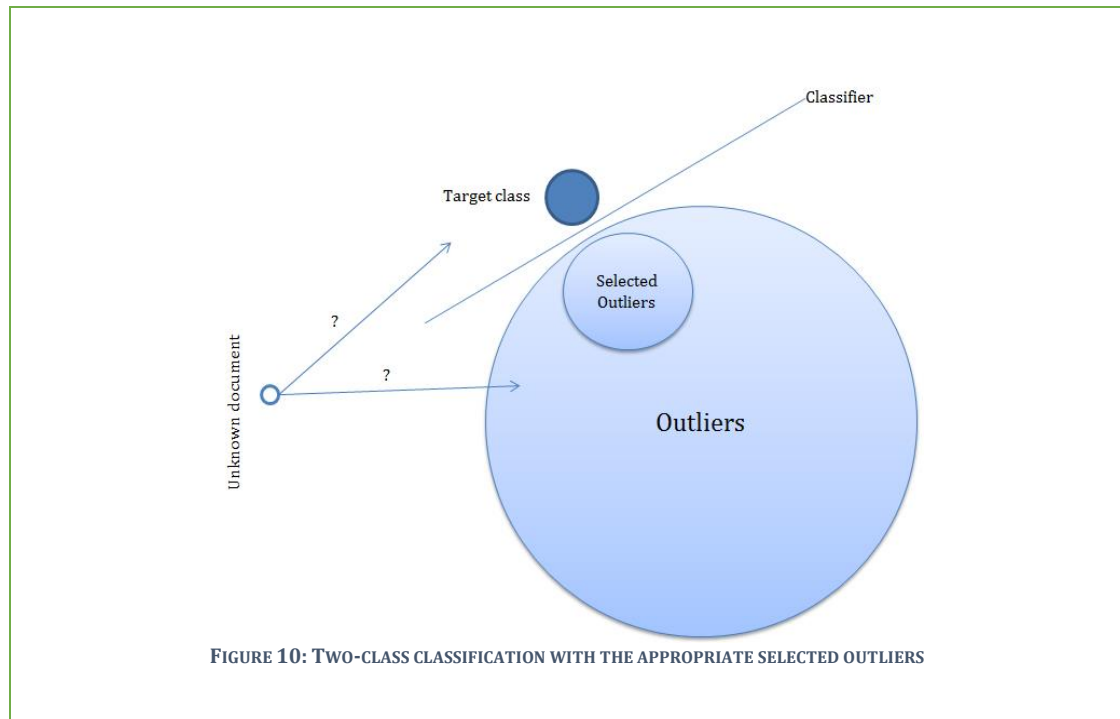 Classifier
Target class
Selected
Outliers
?
?
Unknown document
Outliers
FIGURE 10: TWO-CLASS CLASSIFICATION WITH THE APPROPRIATE SELECTED OUTLIERS